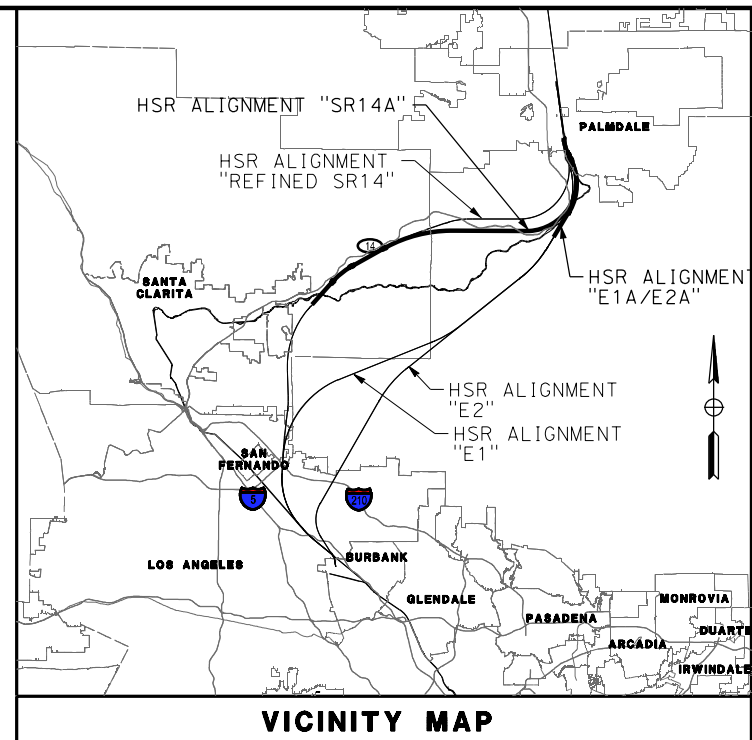 HSR ALIGNMENT "SR14A"
PALMDALE
HSR ALIGNMENT
"REFINED SR14"
14
SANTA
CLARITA
HSR ALIGNMENT
"E1A/E2A"
HSR ALIGNMENT
"E2"
HSR ALIGNMENT
"E1"
SAN
FERNANDO
5
210
LOS ANGELES
BURBANK
GLENDALE
PASADENA
MONROVIA
ARCADIA
DUARTE
IRWINDALE
VICINITY MAP